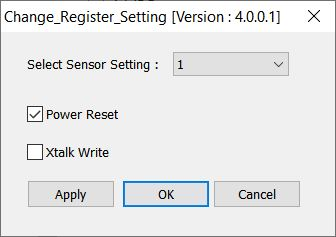 Change_Register_Setting [Version : 4.0.0.1]
Select Sensor Setting : 1
Power Reset
Xtalk Write
Apply OK Cancel